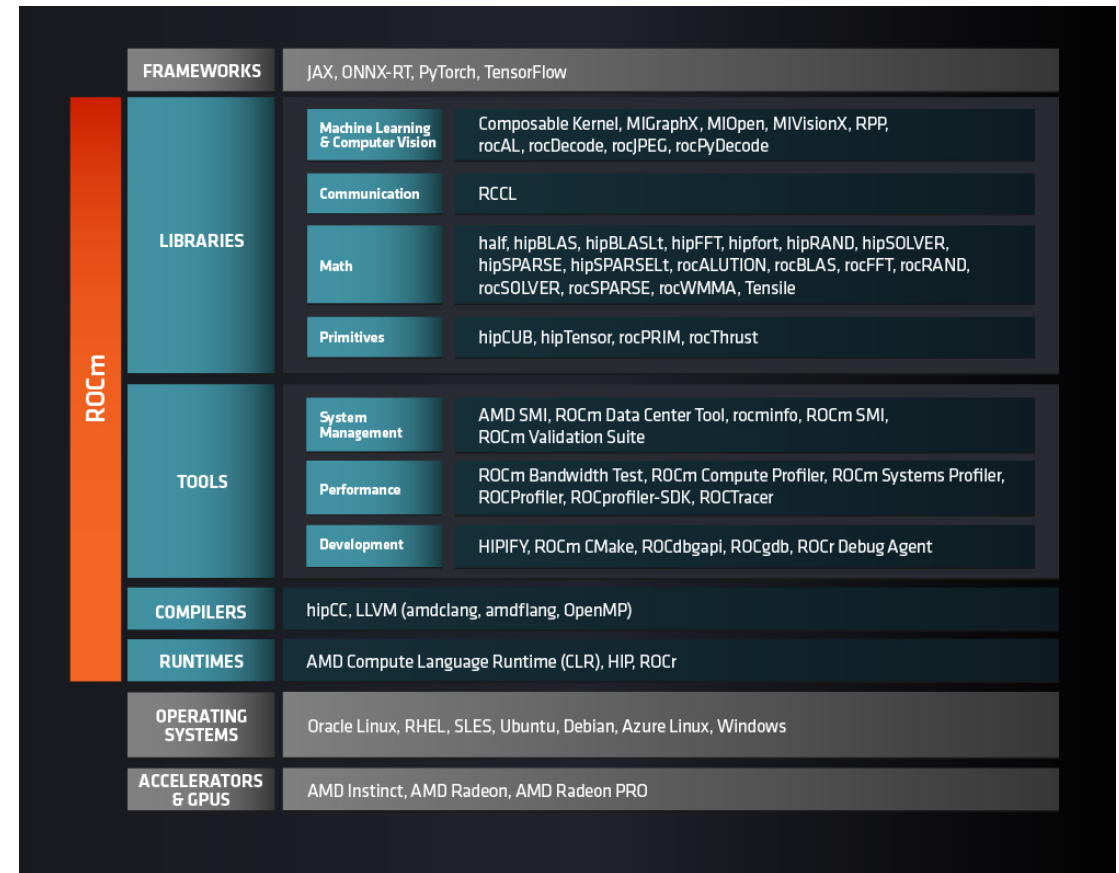 FRAMEWORKS
JAX, ONNX-RT, PyTorch, TensorFlow
ROCm
LIBRARIES
Machine Learning
& Computer Vision
Composable Kernel, MIGraphX, MIOpen, MIVisionX, RPP,
rocAL, rocDecode, rocJPEG, rocPyDecode
Communication
RCCL
Math
half, hipBLAS, hipBLASLt, hipFFT, hipfort, hipRAND, hipSOLVER,
hipSPARSE, hipSPARSELt, rocALUTION, rocBLAS, rocFFT, rocRAND,
rocSOLVER, rocSPARSE, rocWMMA, Tensile
Primitives
hipCUB, hipTensor, rocPRIM, rocThrust
TOOLS
System
Management
AMD SMI, ROCm Data Center Tool, rocminfo, ROCm SMI,
ROCm Validation Suite
Performance
ROCm Bandwidth Test, ROCm Compute Profiler, ROCm Systems Profiler,
ROCProfiler, ROCprofiler-SDK, ROCTracer
Development
HIPIFY, ROCm CMake, ROCdbgapi, ROCgdb, ROCr Debug Agent
COMPILERS
hipCC, LLVM (amdclang, amdflang, OpenMP)
RUNTIMES
AMD Compute Language Runtime (CLR), HIP, ROCr
OPERATING
SYSTEMS
Oracle Linux, RHEL, SLES, Ubuntu, Debian, Azure Linux, Windows
ACCELERATORS
& GPUS
AMD Instinct, AMD Radeon, AMD Radeon PRO